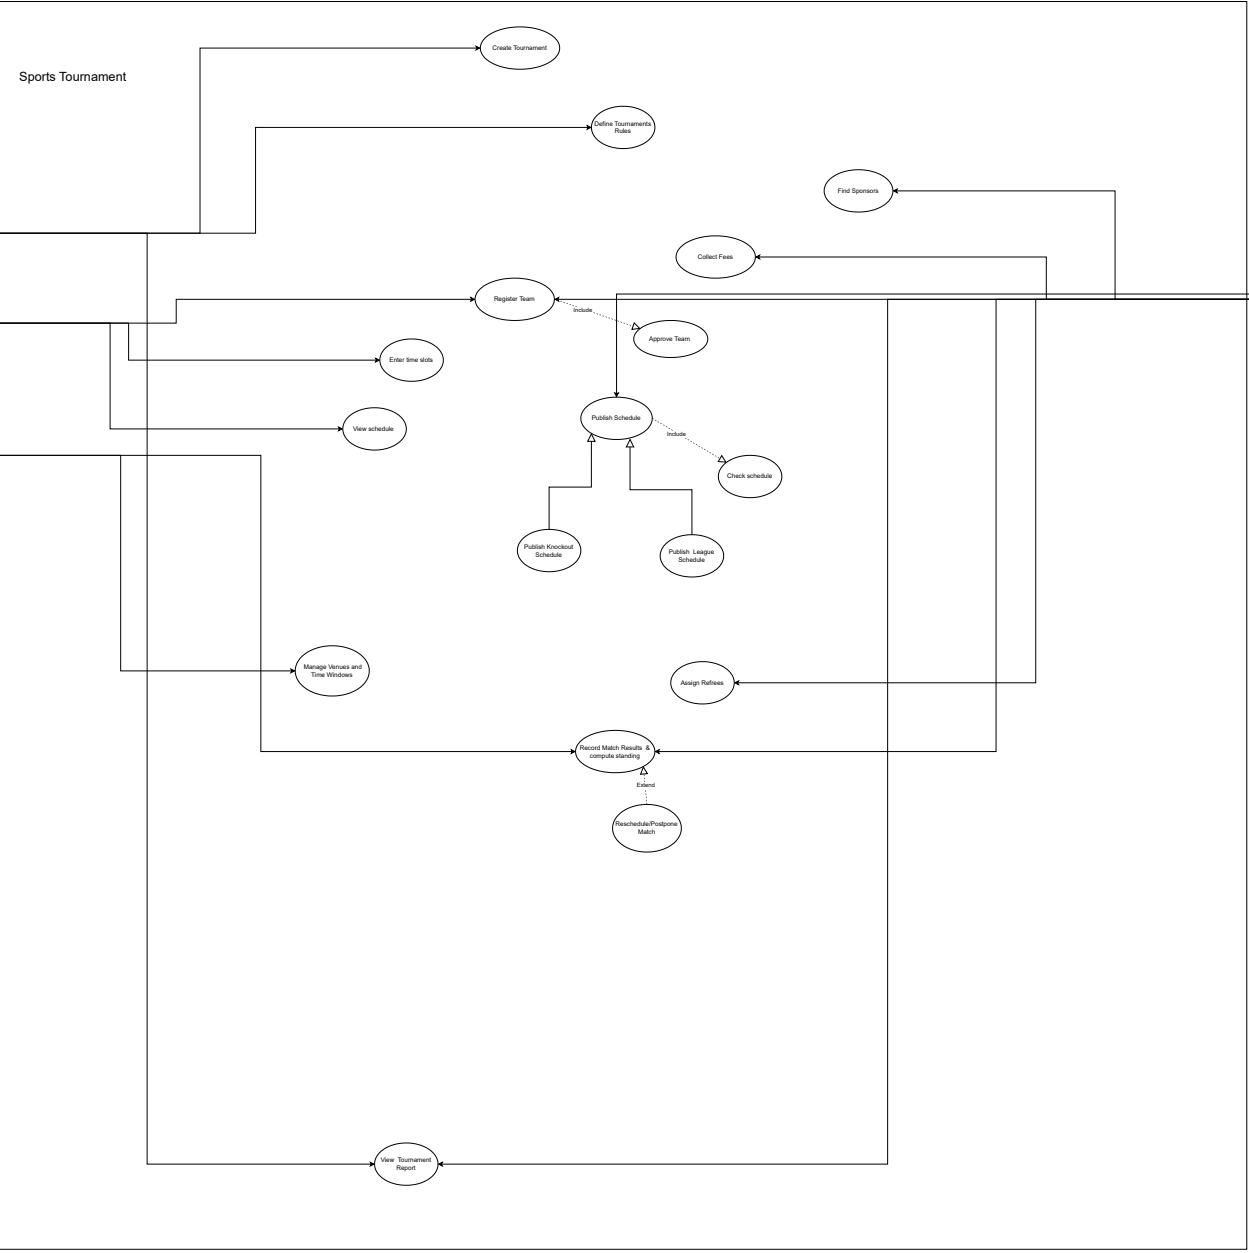 Create Tournament
Sports Tournament
Define Tournaments
Rules
Find Sponsors
Collect Fees
Register Team
Include
Approve Team
Enter time slots
Publish Schedule
View schedule
Include
Check schedule
Publish Knockout
Schedule
Publish League
Schedule
Manage Venues and
Time Windows
Assign Refrees
Record Match Results &
compute standing
Extend
Reschedule/Postpone
Match
View Tournament
Report